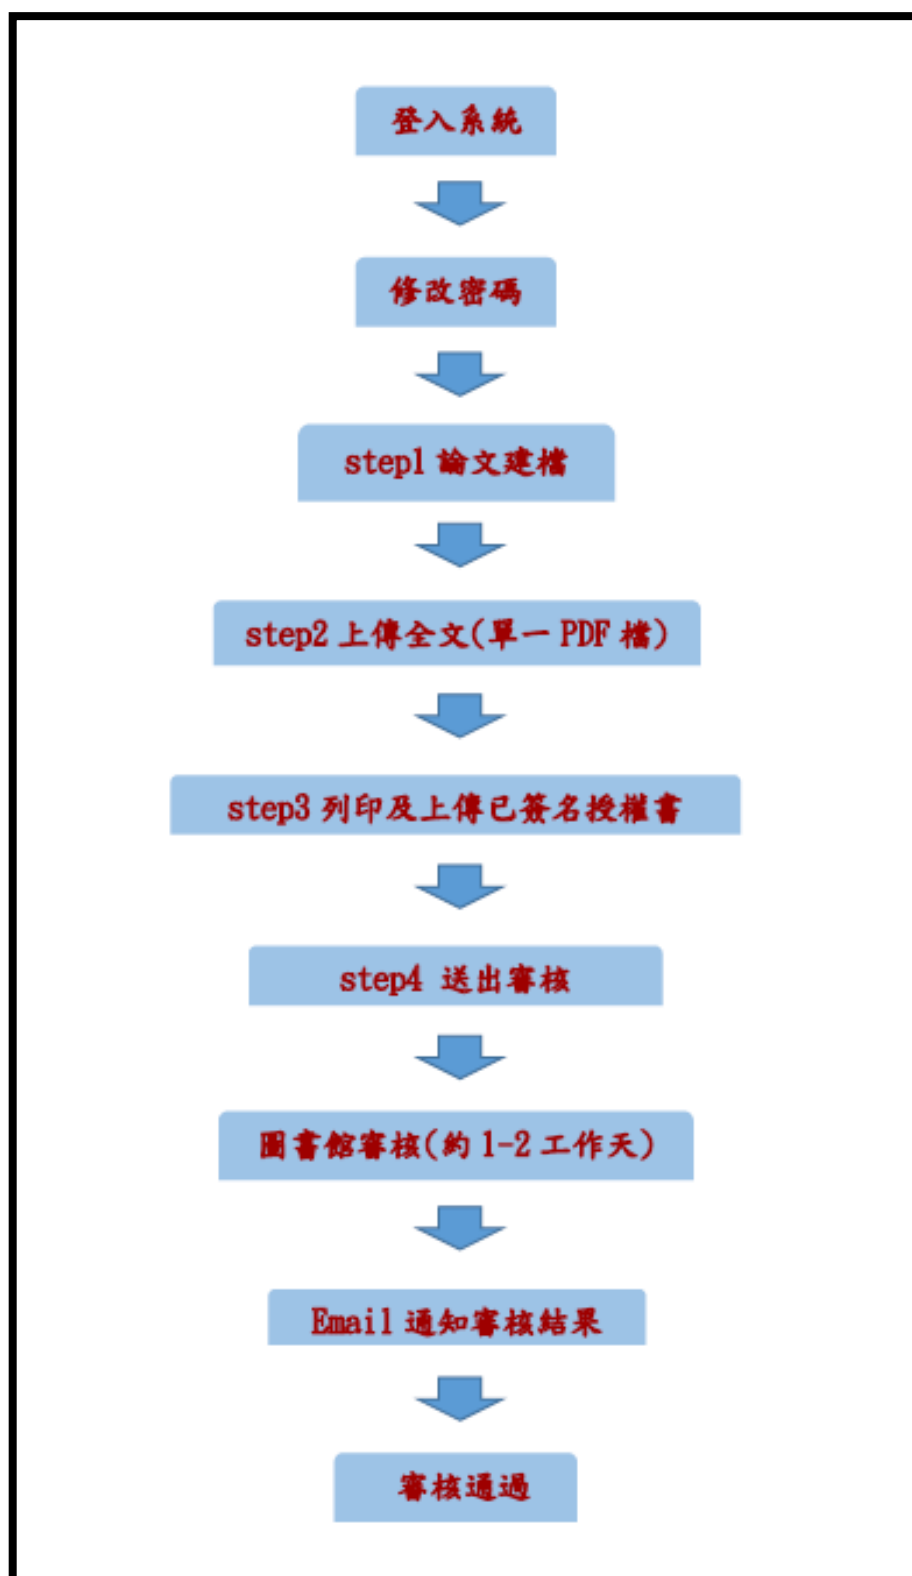 登入系統
修改密碼
step1 論文建檔
step2 上傳全文(單一 PDF 檔)
step3 列印及上傳已簽名授權書
step4 送出審核
圖書館審核(約 1-2 工作天)
Email 通知審核結果
審核通過